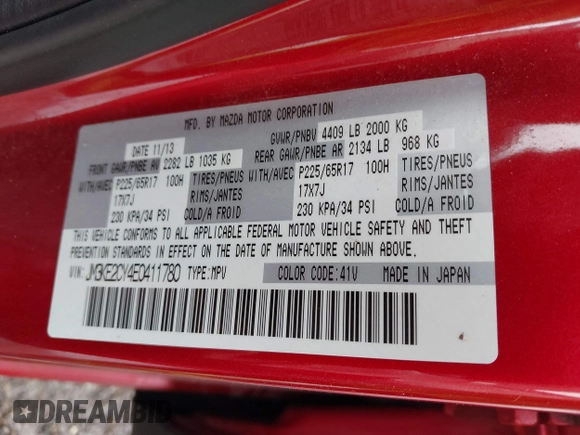 MFD. BY MAZDA MOTOR CORPORATION
DATE 11/13 GVWR/PNBV 4409 LB 2000 KG
FRONT GAWR/PNBE AV 2282 LB 1035 KG REAR GAWR/PNBE AR 2134 LB 968 KG
WITH/AVEC P225/65R17 100H TIRES/PNEUS WITH/AVEC P225/65R17 100H TIRES/PNEUS
17X7J RIMS/JANTES 17X7J RIMS/JANTES
230 KPA/34 PSI COLD/A FROID 230 KPA/34 PSI COLD/A FROID
THIS VEHICLE CONFORMS TO ALL APPLICABLE FEDERAL MOTOR VEHICLE SAFETY AND THEFT
PREVENTION STANDARDS IN EFFECT ON THE DATE OF MANUFACTURE SHOWN ABOVE.
VIN: JM3KE2CY4E0411780 TYPE:MPV COLOR CODE:41V MADE IN JAPAN
DREAMBID